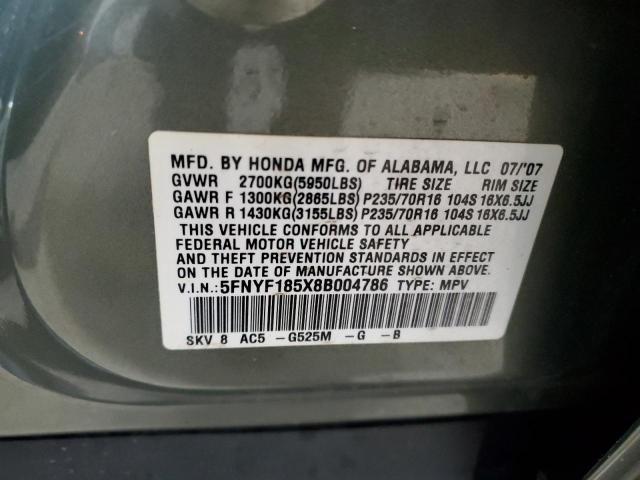 MFD. BY HONDA MFG. OF ALABAMA, LLC 07/'07
GVWR 2700KG(5950LBS) TIRE SIZE RIM SIZE
GAWR F 1300KG(2865LBS) P235/70R16 104S 16X6.5JJ
GAWR R 1430KG(3155LBS) P235/70R16 104S 16X6.5JJ
THIS VEHICLE CONFORMS TO ALL APPLICABLE
FEDERAL MOTOR VEHICLE SAFETY
AND THEFT PREVENTION STANDARDS IN EFFECT
ON THE DATE OF MANUFACTURE SHOWN ABOVE.
V.I.N.: 5FNYF185X8B004786 TYPE: MPV
SKV 8 AC5 -G525M -G -B